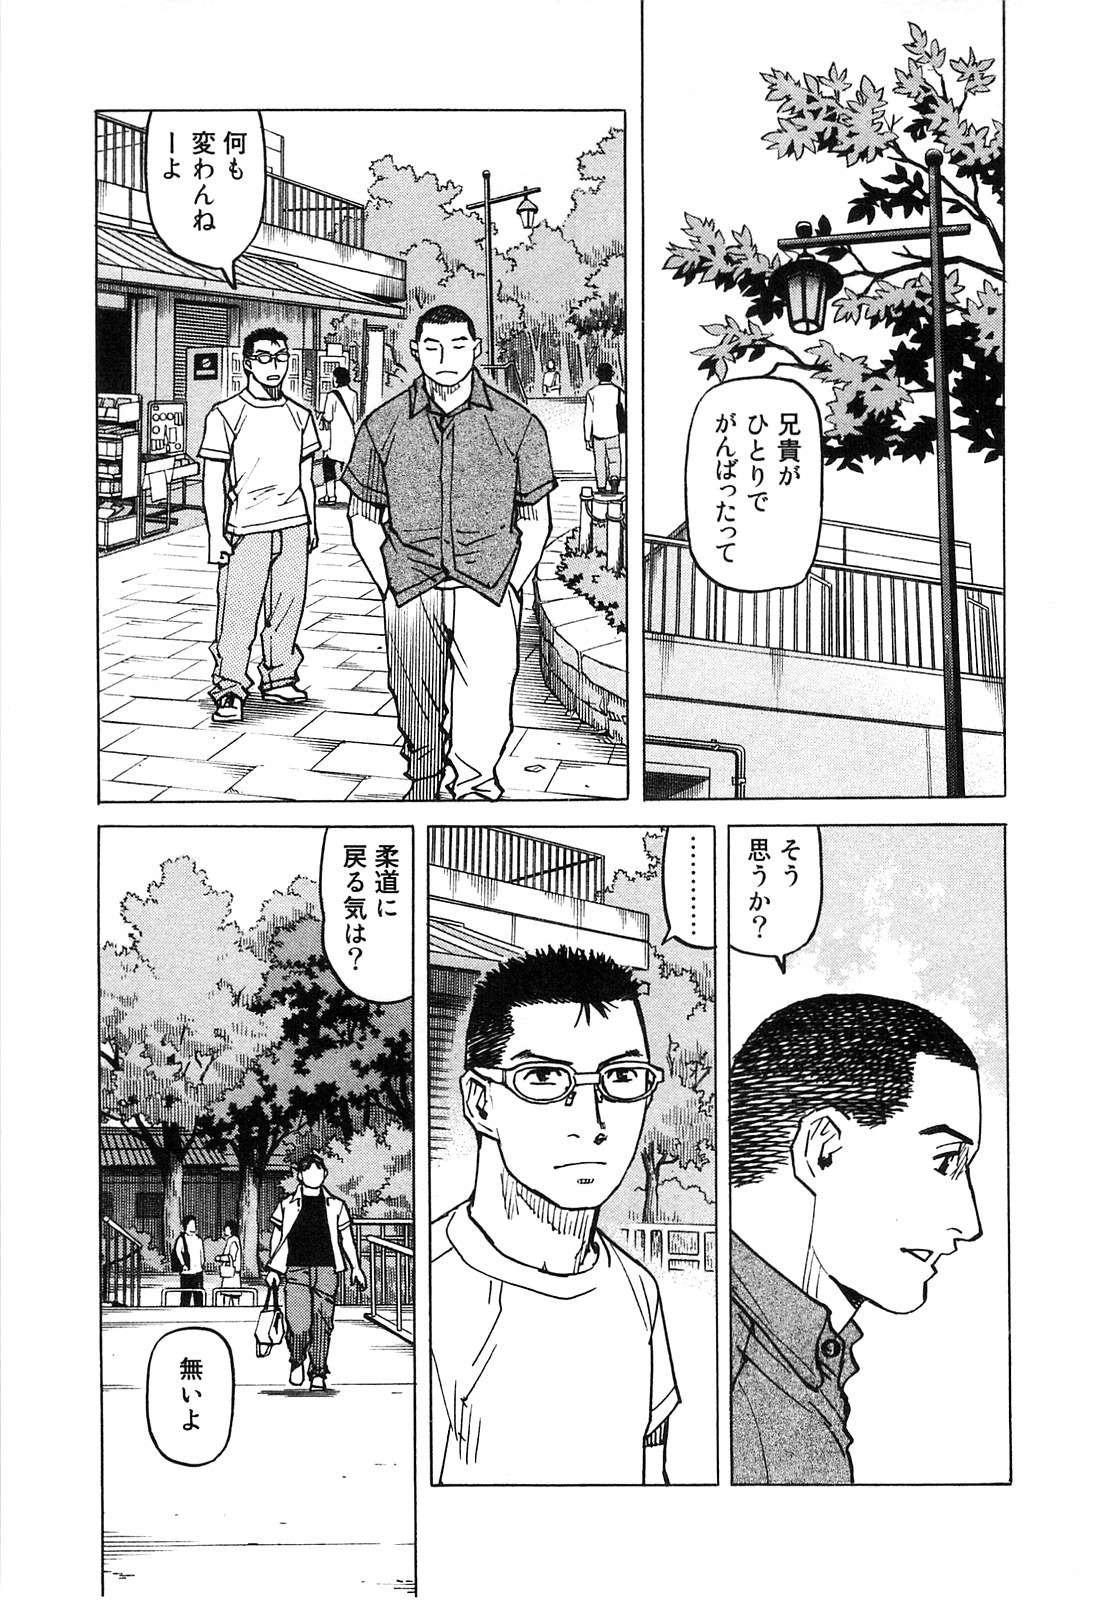 兄貴が
ひとりで
がんばったって
何も
変わんね
ーよ
そう
思うか?
…………
柔道に
戻る気は?
無いよ